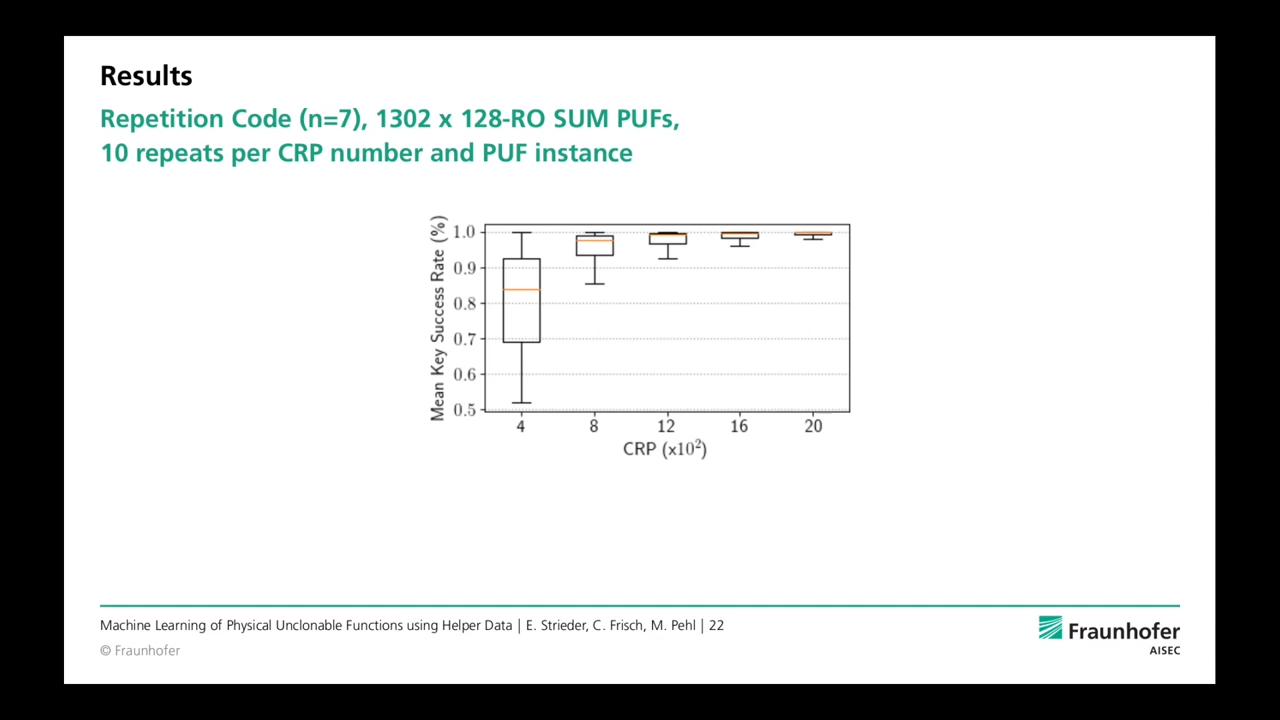 Results
Repetition Code (n=7), 1302 x 128-RO SUM PUFs,
10 repeats per CRP number and PUF instance
Mean Key Success Rate (%)
1.0
0.9
0.8
0.7
0.6
0.5
4 8 12 16 20
CRP (x10²)
Machine Learning of Physical Unclonable Functions using Helper Data | E. Strieder, C. Frisch, M. Pehl | 22
© Fraunhofer
Fraunhofer
AISEC